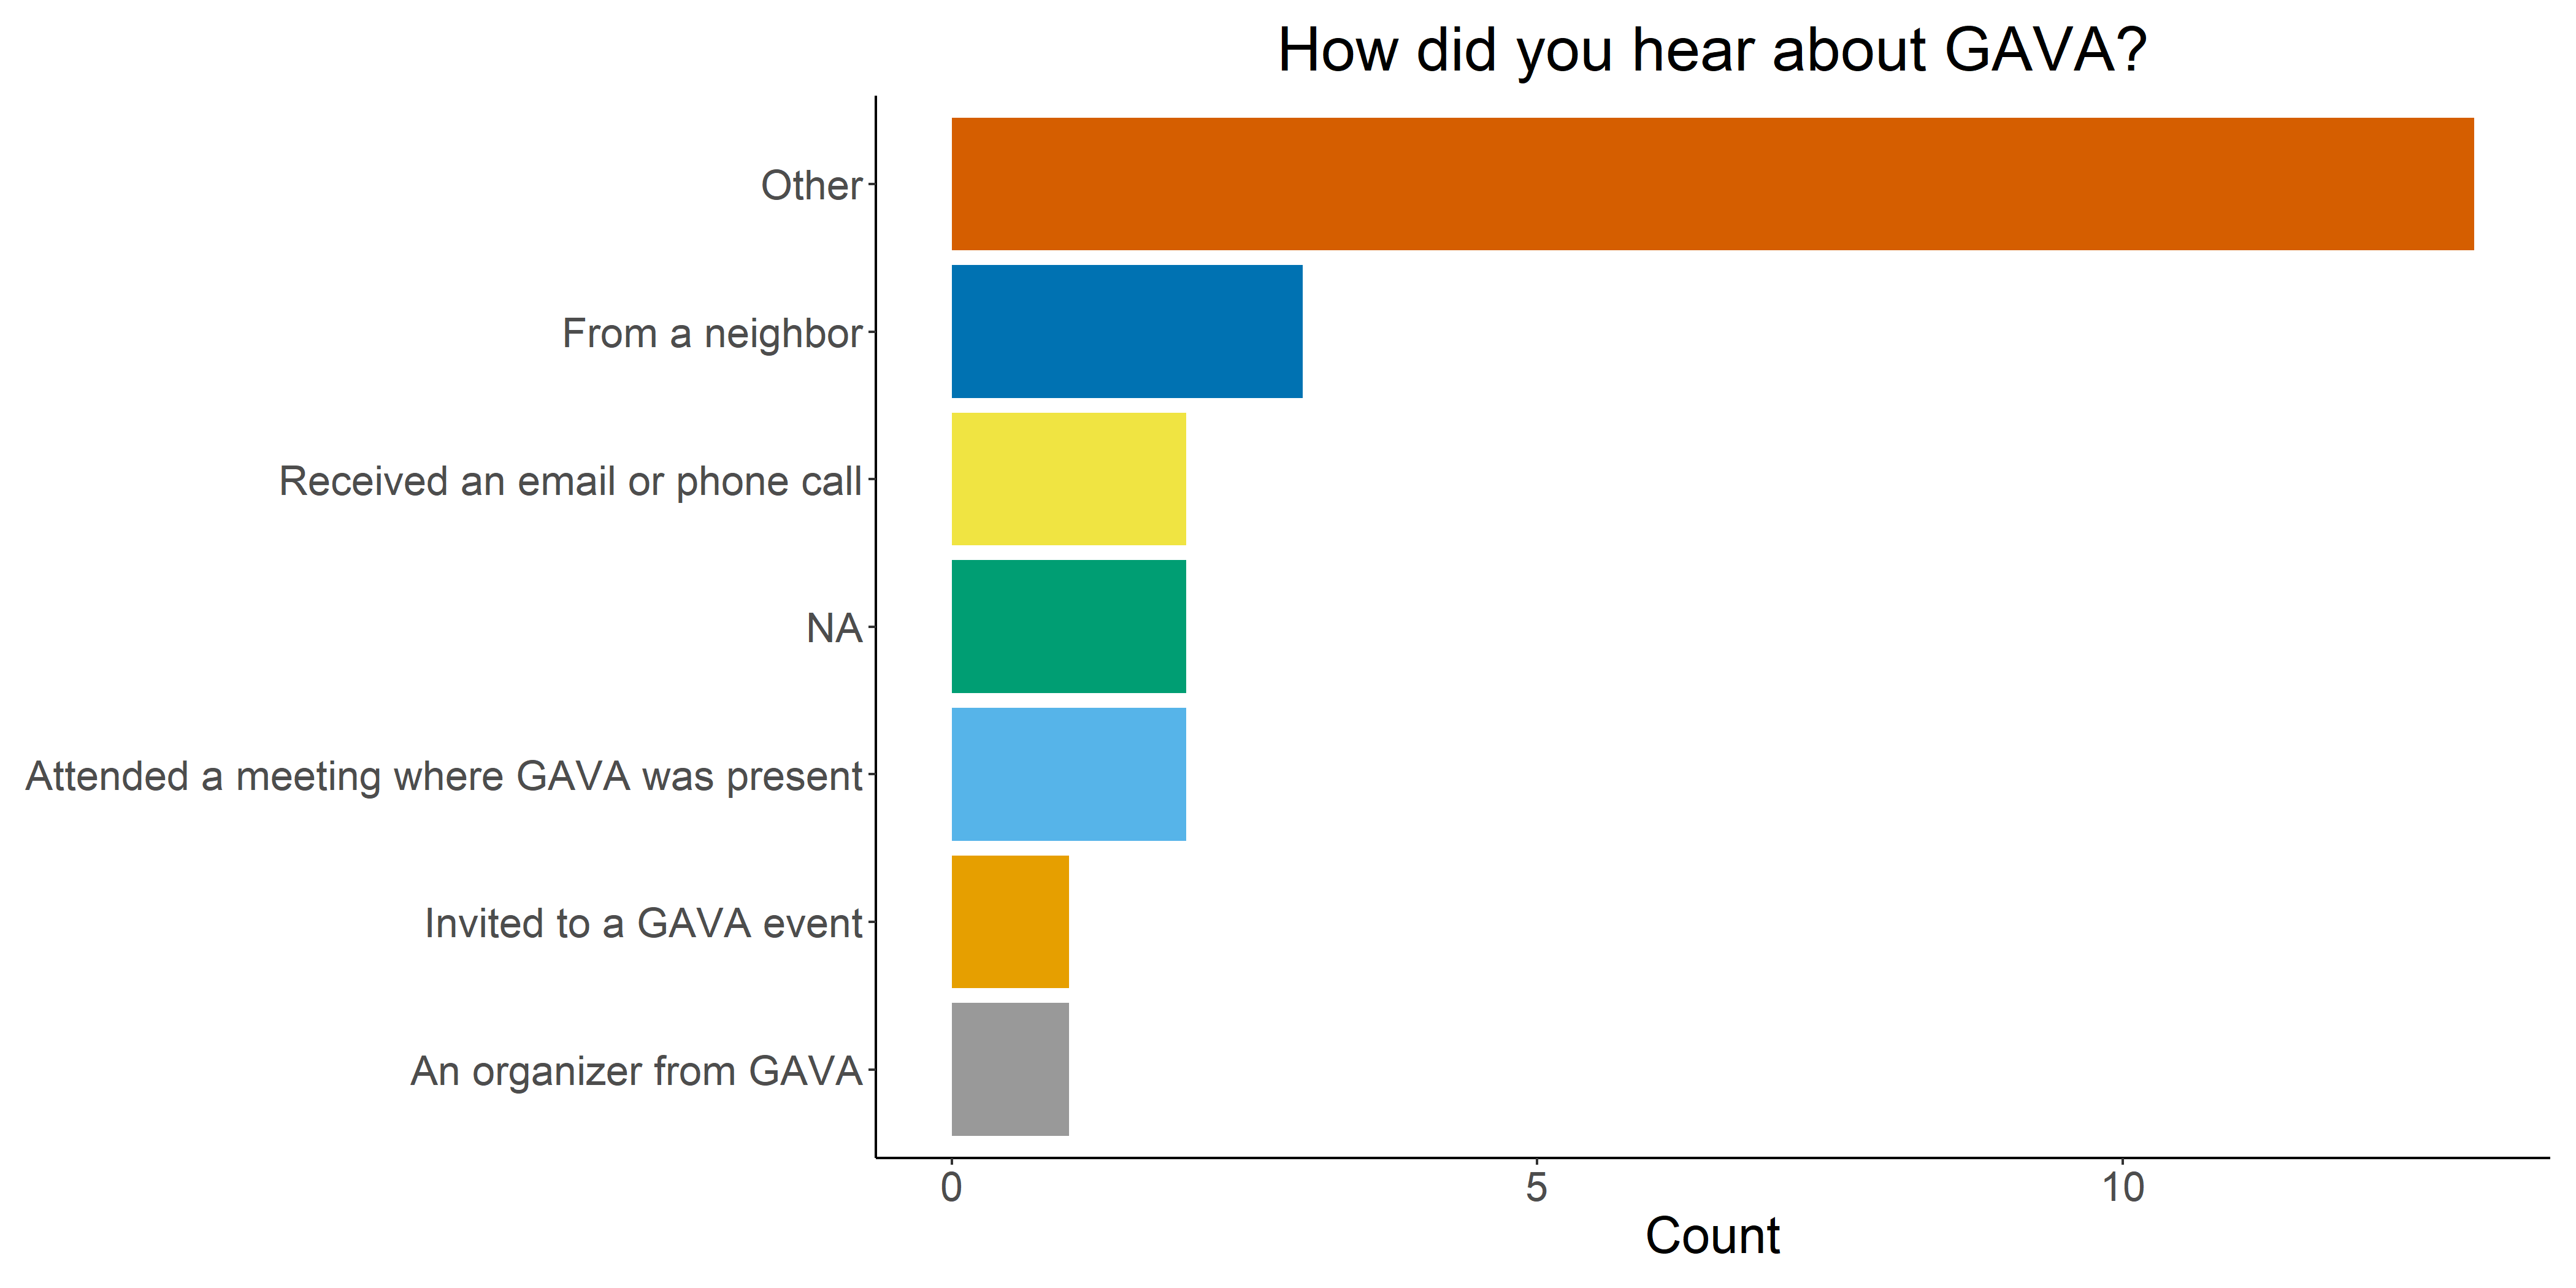 How did you hear about GAVA?
Other
From a neighbor
Received an email or phone call
NA
Attended a meeting where GAVA was present
Invited to a GAVA event
An organizer from GAVA
0 5 10
Count